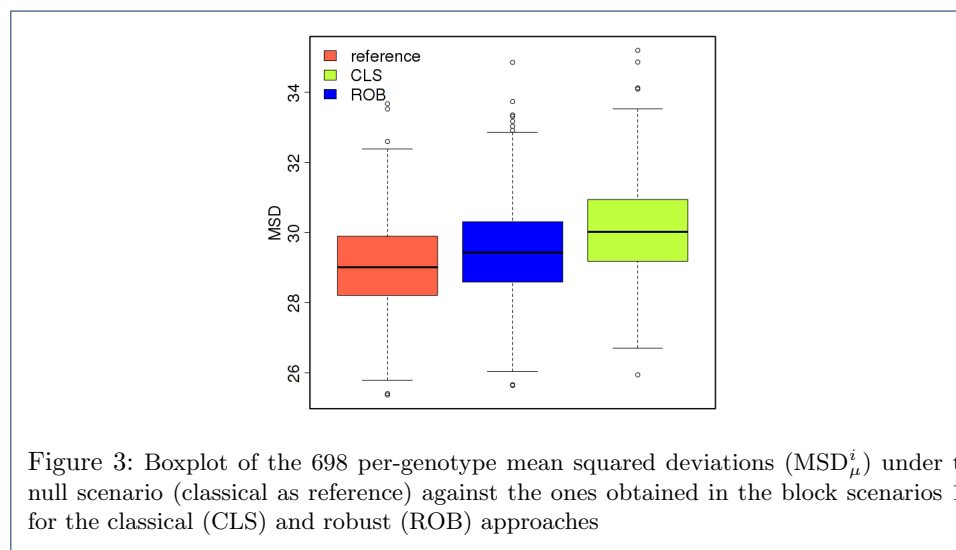 reference
CLS
ROB
34
32
30
28
26
MSD
Figure 3: Boxplot of the 698 per-genotype mean squared deviations (MSD^i_μ) under
null scenario (classical as reference) against the ones obtained in the block scenarios
for the classical (CLS) and robust (ROB) approaches